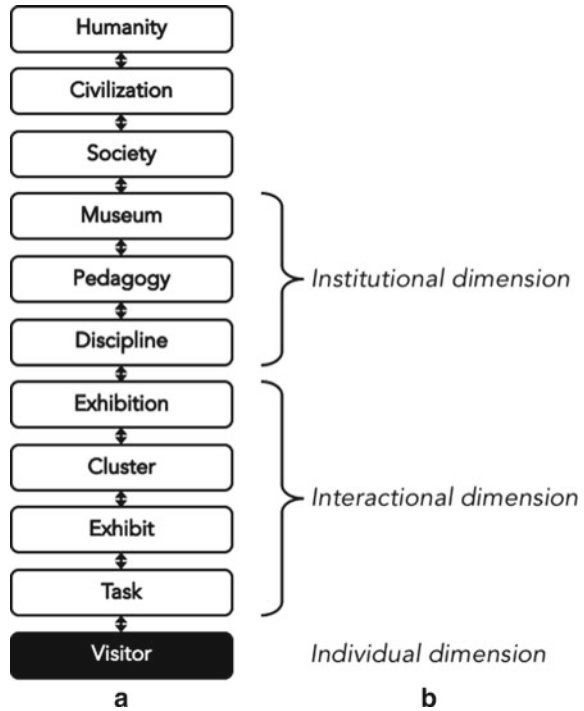 Humanity
Civilization
Society
Museum
Pedagogy
Institutional dimension
Discipline
Exhibition
Cluster
Interactional dimension
Exhibit
Task
Visitor
Individual dimension
a
b